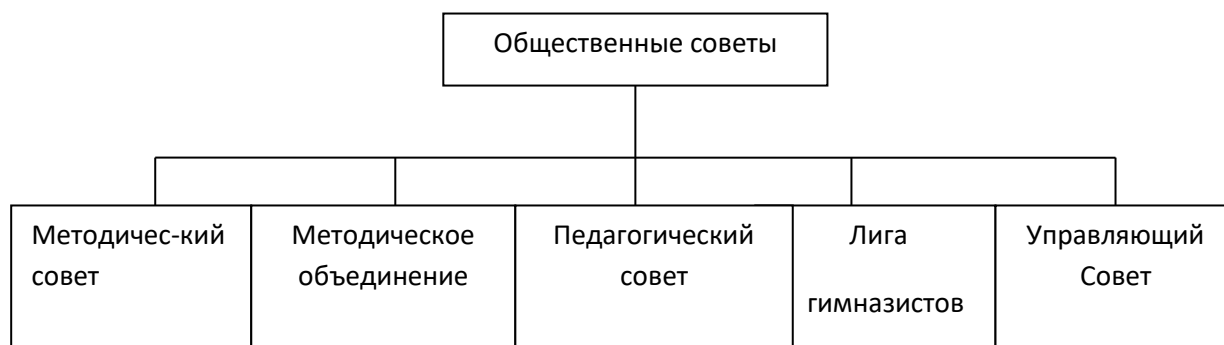 Общественные советы
Методичес-кий
совет
Методическое
объединение
Педагогический
совет
Лига
гимназистов
Управляющий
Совет